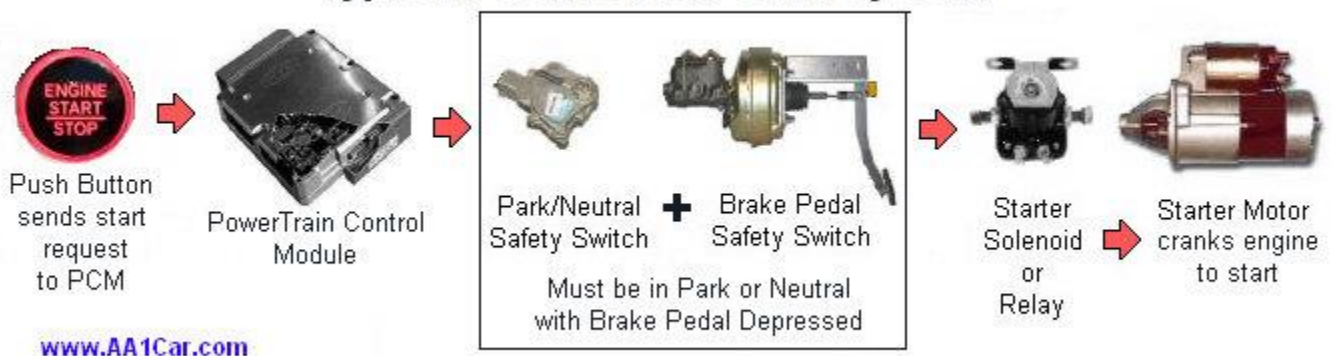 ENGINE
START
STOP
Push Button
sends start
request
to PCM
PowerTrain Control
Module
Park/Neutral
Safety Switch
+
Brake Pedal
Safety Switch
Must be in Park or Neutral
with Brake Pedal Depressed
Starter
Solenoid
or
Relay
Starter Motor
cranks engine
to start
www.AA1Car.com